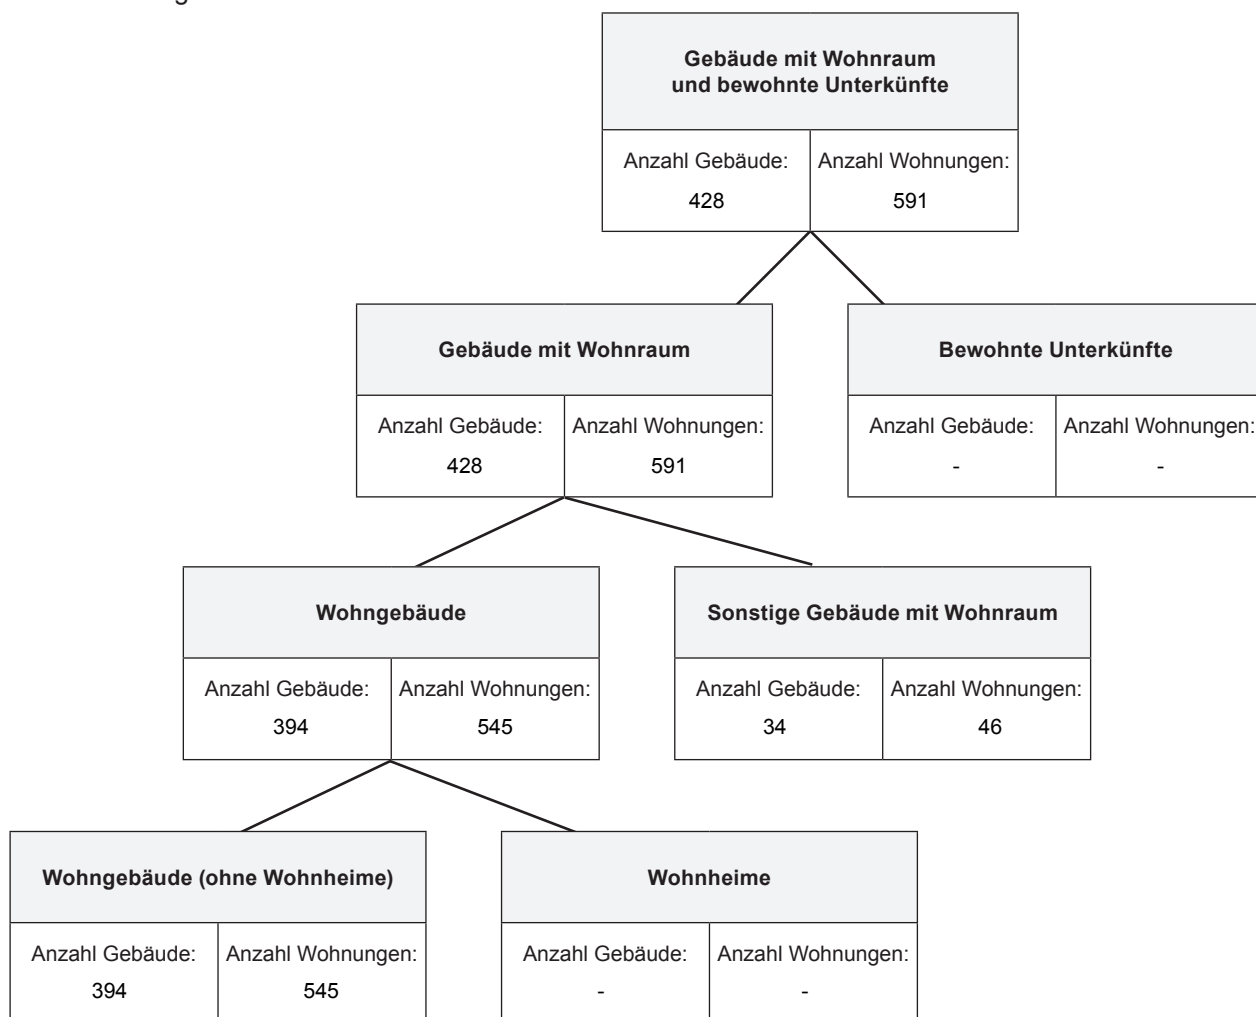 Gebäude mit Wohnraum
und bewohnte Unterkünfte
Anzahl Gebäude: Anzahl Wohnungen:
428 591
Gebäude mit Wohnraum Bewohnte Unterkünfte
Anzahl Gebäude: Anzahl Wohnungen: Anzahl Gebäude: Anzahl Wohnungen:
428 591 - -
Wohngebäude Sonstige Gebäude mit Wohnraum
Anzahl Gebäude: Anzahl Wohnungen: Anzahl Gebäude: Anzahl Wohnungen:
394 545 34 46
Wohngebäude (ohne Wohnheime) Wohnheime
Anzahl Gebäude: Anzahl Wohnungen: Anzahl Gebäude: Anzahl Wohnungen:
394 545 - -